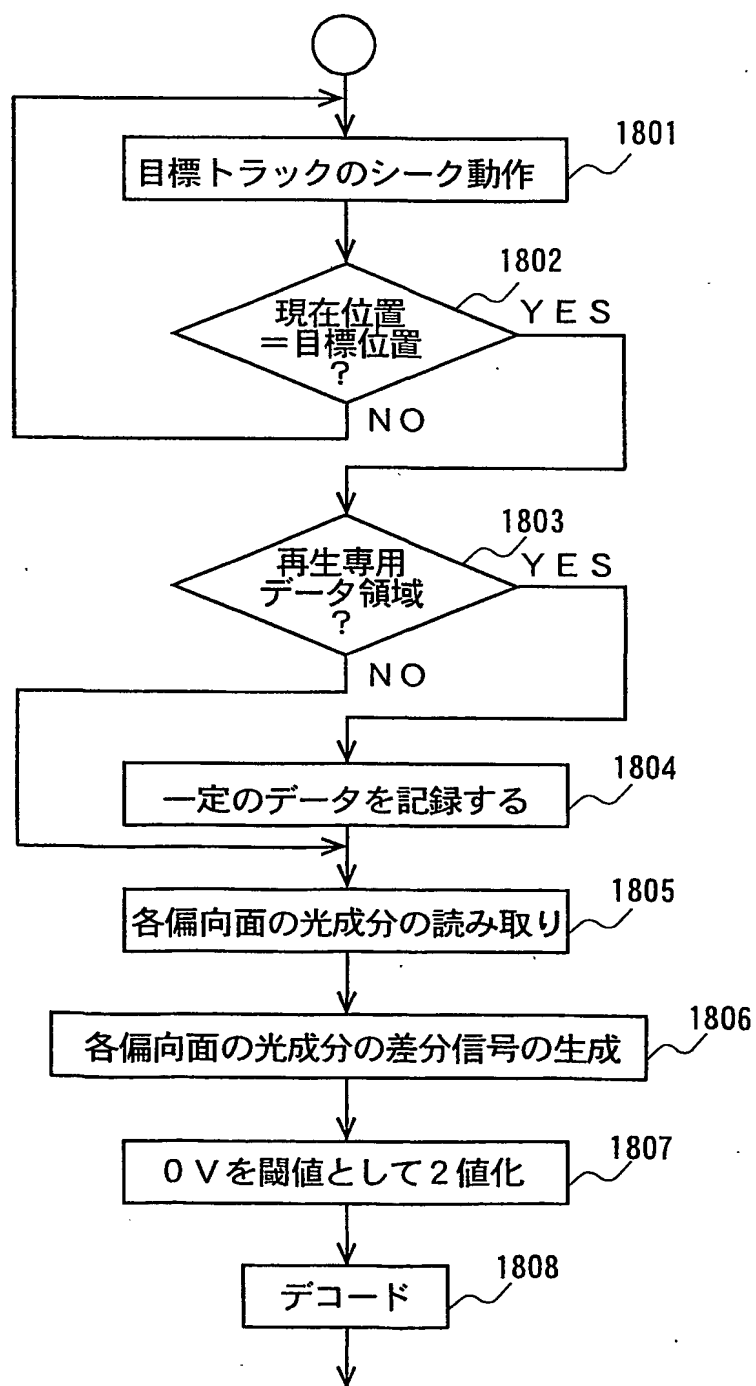 1801
目標トラックのシーク動作
1802
現在位置
＝目標位置
？
ＹＥＳ
ＮＯ
1803
再生専用
データ領域
？
ＹＥＳ
ＮＯ
1804
一定のデータを記録する
1805
各偏向面の光成分の読み取り
1806
各偏向面の光成分の差分信号の生成
1807
０Ｖを閾値として２値化
1808
デコード